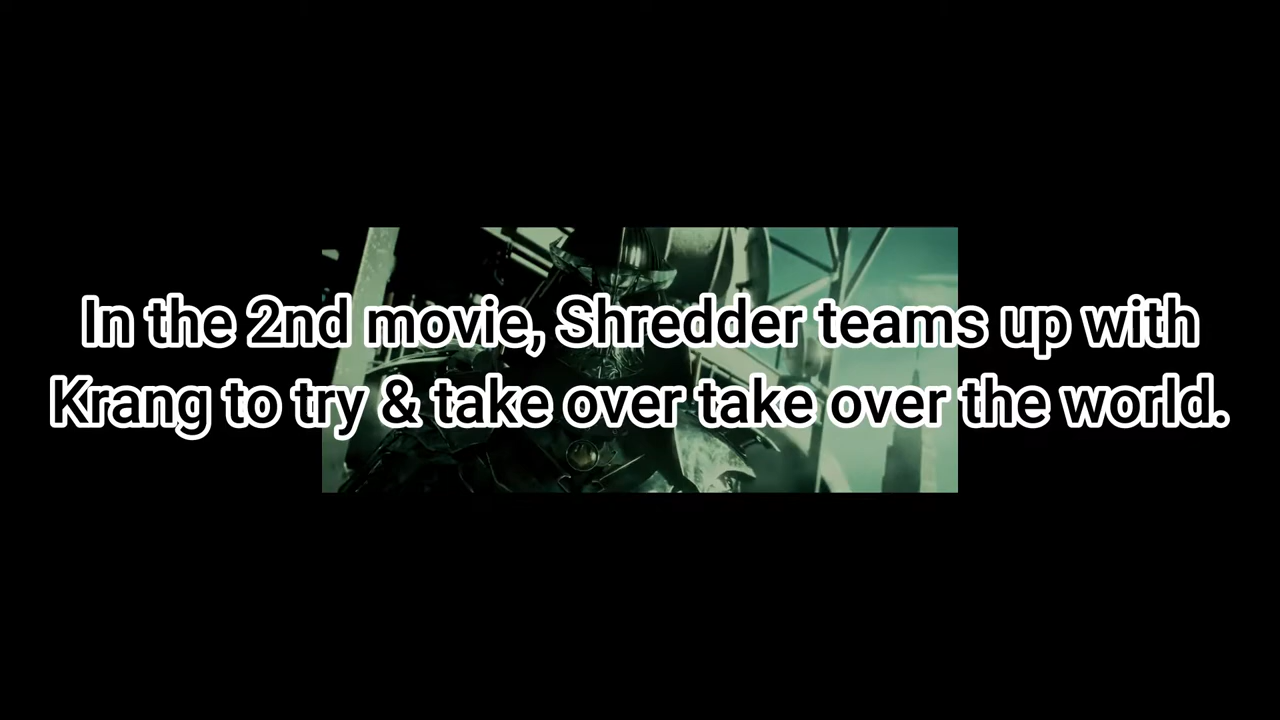 In the 2nd movie, Shredder teams up with
Krang to try & take over take over the world.